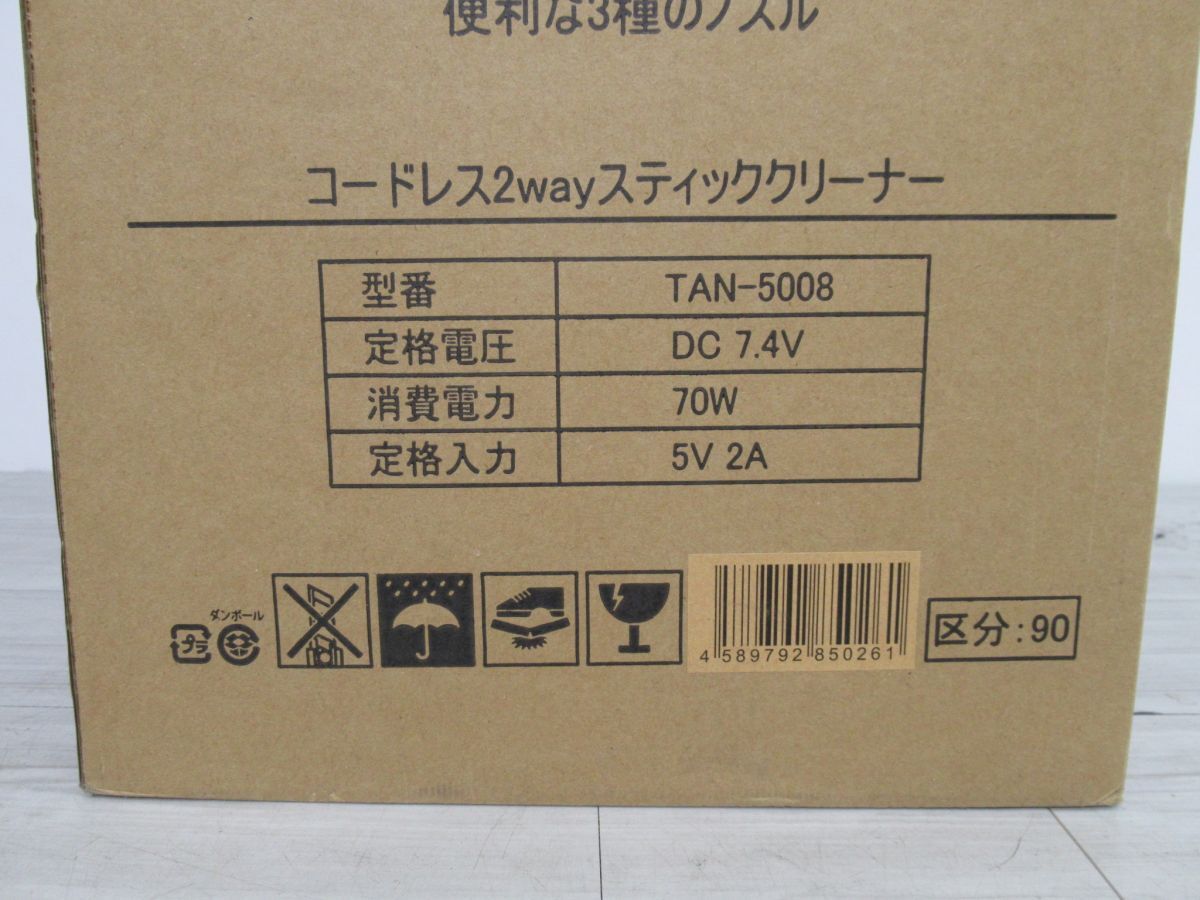 便利な3種のノズル
コードレス2wayスティッククリーナー
型番 TAN-5008
定格電圧 DC 7.4V
消費電力 70W
定格入力 5V 2A
ダンボール
プラ
4 589792 850261
区分:90